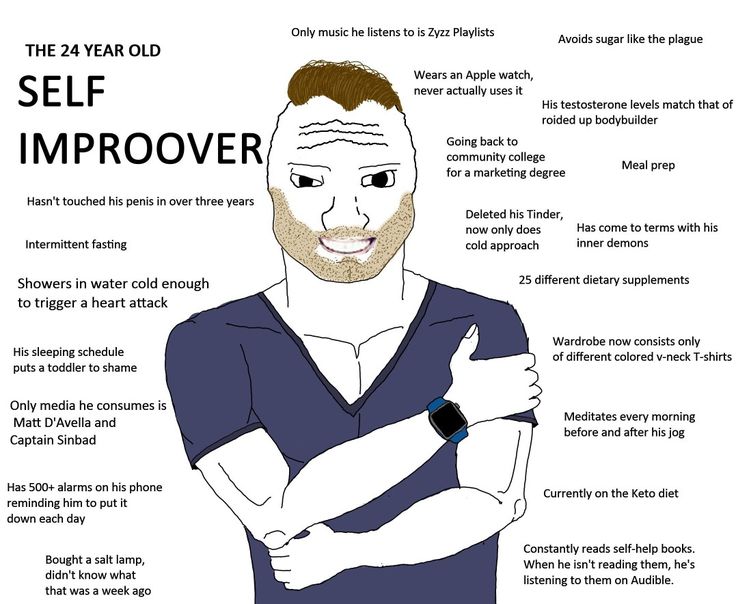 THE 24 YEAR OLD
SELF
IMPROOVER
Only music he listens to is Zyzz Playlists
Avoids sugar like the plague
Wears an Apple watch,
never actually uses it
His testosterone levels match that of
roided up bodybuilder
Going back to
community college
for a marketing degree
Meal prep
Hasn't touched his penis in over three years
Deleted his Tinder,
now only does
cold approach
Has come to terms with his
inner demons
Intermittent fasting
25 different dietary supplements
Showers in water cold enough
to trigger a heart attack
Wardrobe now consists only
of different colored v-neck T-shirts
His sleeping schedule
puts a toddler to shame
Only media he consumes is
Matt D'Avella and
Captain Sinbad
Meditates every morning
before and after his jog
Has 500+ alarms on his phone
reminding him to put it
down each day
Currently on the Keto diet
Bought a salt lamp,
didn't know what
that was a week ago
Constantly reads self-help books.
When he isn't reading them, he's
listening to them on Audible.